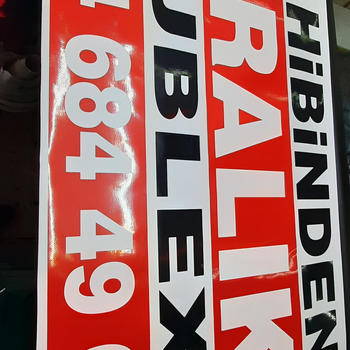 HiBiNDEN
RALIK
UBLEX
684 49